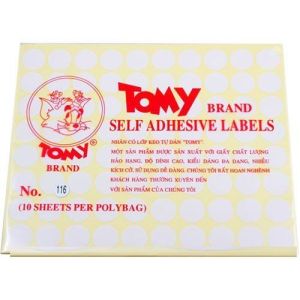 TOMY BRAND
SELF ADHESIVE LABELS
NHÃN CÓ LỚP KEO TỰ DÁN "TOMY"
MỘT SẢN PHẨM ĐƯỢC SẢN XUẤT VỚI GIẤY CHẤT LƯỢNG
BẢO HẠNG, ĐỘ DÍNH CAO, KIỂU DÁNG ĐA DẠNG, NHIỀU
KÍCH CỠ, SỬ DỤNG DỄ DÀNG. CHÚNG TÔI RẤT HOAN NGHÊNH
KHÁCH HÀNG THƯỜNG XUYÊN ĐẾN
VỚI SẢN PHẨM CỦA CHÚNG TÔI
TOMY®
BRAND
No. 116
(10 SHEETS PER POLYBAG)